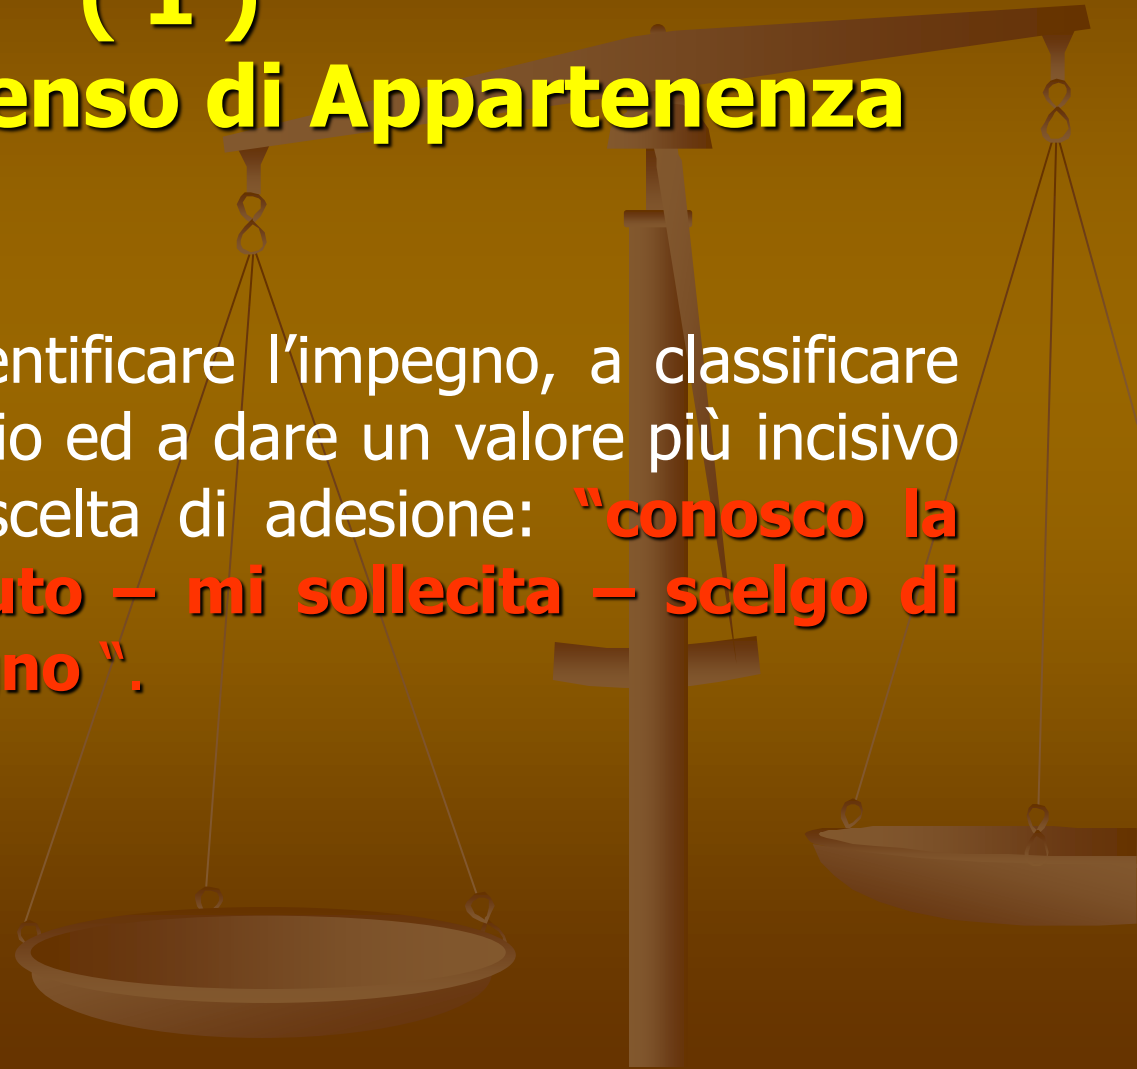 ( 1 )
enso di Appartenenza
entificare l’impegno, a classificare
io ed a dare un valore più incisivo
scelta di adesione: “conosco la
uto – mi sollecita – scelgo di
no “.